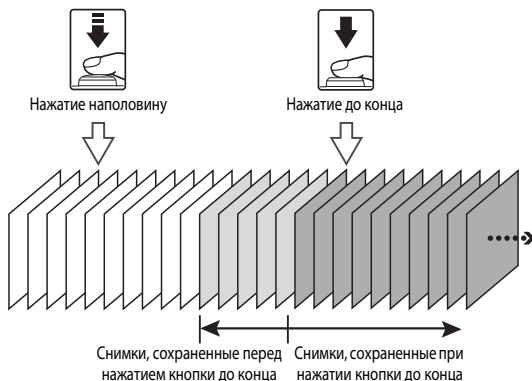 Нажатие наполовину
Нажатие до конца
Снимки, сохраненные перед
нажатием кнопки до конца
Снимки, сохраненные при
нажатии кнопки до конца